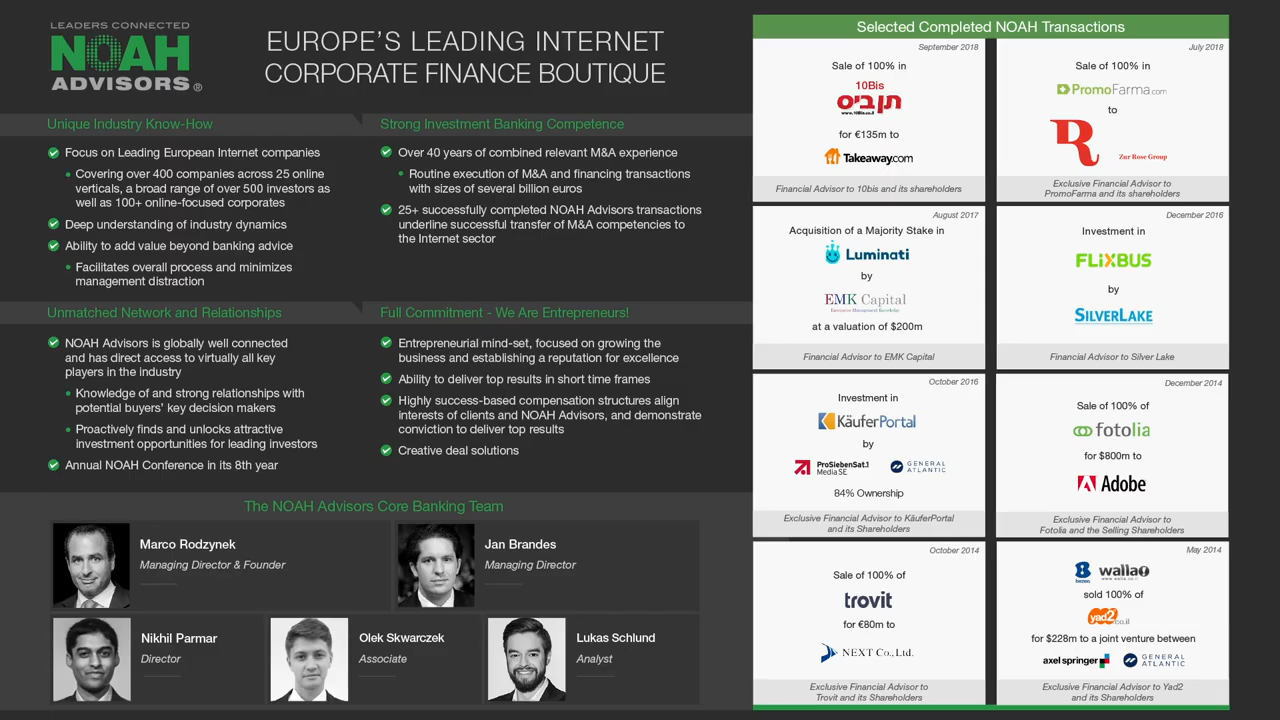 LEADERS CONNECTED
NOAH
ADVISORS®
EUROPE'S LEADING INTERNET
CORPORATE FINANCE BOUTIQUE
Unique Industry Know-How
Focus on Leading European Internet companies
• Covering over 400 companies across 25 online
verticals, a broad range of over 500 investors as
well as 100+ online-focused corporates
Deep understanding of industry dynamics
Ability to add value beyond banking advice
• Facilitates overall process and minimizes
management distraction
Strong Investment Banking Competence
Over 40 years of combined relevant M&A experience
• Routine execution of M&A and financing transactions
with sizes of several billion euros
25+ successfully completed NOAH Advisors transactions
underline successful transfer of M&A competencies to
the Internet sector
Unmatched Network and Relationships
NOAH Advisors is globally well connected
and has direct access to virtually all key
players in the industry
• Knowledge of and strong relationships with
potential buyers' key decision makers
• Proactively finds and unlocks attractive
investment opportunities for leading investors
Annual NOAH Conference in its 8th year
Full Commitment - We Are Entrepreneurs!
Entrepreneurial mind-set, focused on growing the
business and establishing a reputation for excellence
Ability to deliver top results in short time frames
Highly success-based compensation structures align
interests of clients and NOAH Advisors, and demonstrate
conviction to deliver top results
Creative deal solutions
The NOAH Advisors Core Banking Team
Marco Rodzynek
Managing Director & Founder
Jan Brandes
Managing Director
Nikhil Parmar
Director
Olek Skwarczek
Associate
Lukas Schlund
Analyst
Selected Completed NOAH Transactions
September 2018
Sale of 100% in
10Bis
תן ביס
www.10Bis.co.il
for €135m to
Takeaway.com
Financial Advisor to 10bis and its shareholders
July 2018
Sale of 100% in
PromoFarma.com
to
R
Zur Rose Group
Exclusive Financial Advisor to
PromoFarma and its shareholders
August 2017
Acquisition of a Majority Stake in
Luminati
by
EMK Capital
Entrepreneurs Management Knowledge
at a valuation of $200m
Financial Advisor to EMK Capital
December 2016
Investment in
FLiXBUS
by
SILVERLAKE
Financial Advisor to Silver Lake
October 2016
Investment in
KäuferPortal
by
ProSiebenSat.1
Media SE
GENERAL
ATLANTIC
84% Ownership
Exclusive Financial Advisor to KäuferPortal
and its Shareholders
December 2014
Sale of 100% of
fotolia
for $800m to
Adobe
Exclusive Financial Advisor to
Fotolia and the Selling Shareholders
October 2014
Sale of 100% of
trovit
for €80m to
NEXT Co., Ltd.
Exclusive Financial Advisor to
Trovit and its Shareholders
May 2014
walla
www.walla.co.il
sold 100% of
yad2.co.il
for $228m to a joint venture between
axel springer
GENERAL
ATLANTIC
Exclusive Financial Advisor to Yad2
and its Shareholders